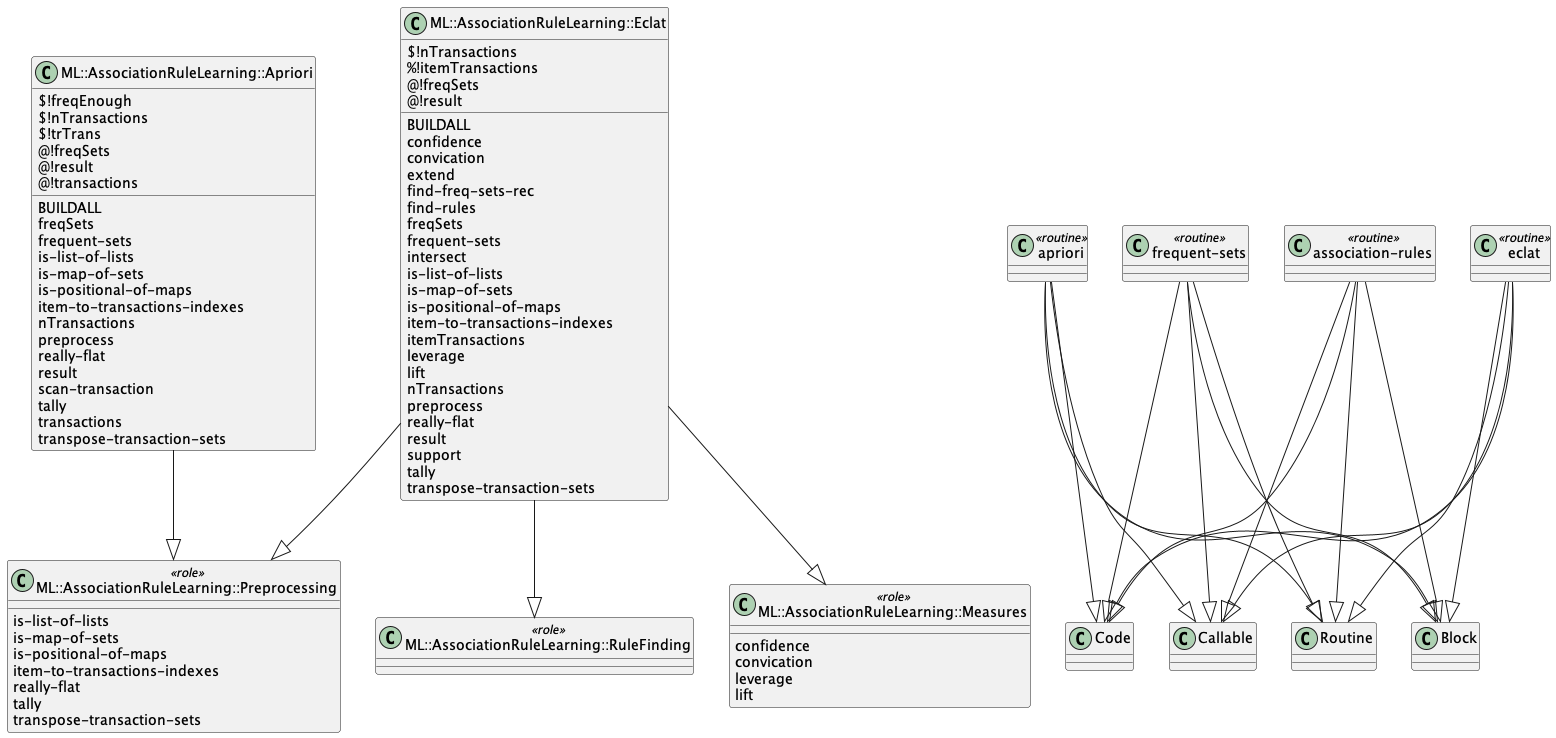 C ML::AssociationRuleLearning::Apriori
$!freqEnough
$!nTransactions
$!trTrans
@!freqSets
@!result
@!transactions
BUILDALL
freqSets
frequent-sets
is-list-of-lists
is-map-of-sets
is-positional-of-maps
item-to-transactions-indexes
nTransactions
preprocess
really-flat
result
scan-transaction
tally
transactions
transpose-transaction-sets
C ML::AssociationRuleLearning::Eclat
$!nTransactions
%!itemTransactions
@!freqSets
@!result
BUILDALL
confidence
convication
extend
find-freq-sets-rec
find-rules
freqSets
frequent-sets
intersect
is-list-of-lists
is-map-of-sets
is-positional-of-maps
item-to-transactions-indexes
itemTransactions
leverage
lift
nTransactions
preprocess
really-flat
result
support
tally
transpose-transaction-sets
«routine»
C apriori
«routine»
C frequent-sets
«routine»
C association-rules
«routine»
C eclat
«role»
C ML::AssociationRuleLearning::Preprocessing
is-list-of-lists
is-map-of-sets
is-positional-of-maps
item-to-transactions-indexes
really-flat
tally
transpose-transaction-sets
«role»
C ML::AssociationRuleLearning::RuleFinding
«role»
C ML::AssociationRuleLearning::Measures
confidence
convication
leverage
lift
C Code
C Callable
C Routine
C Block